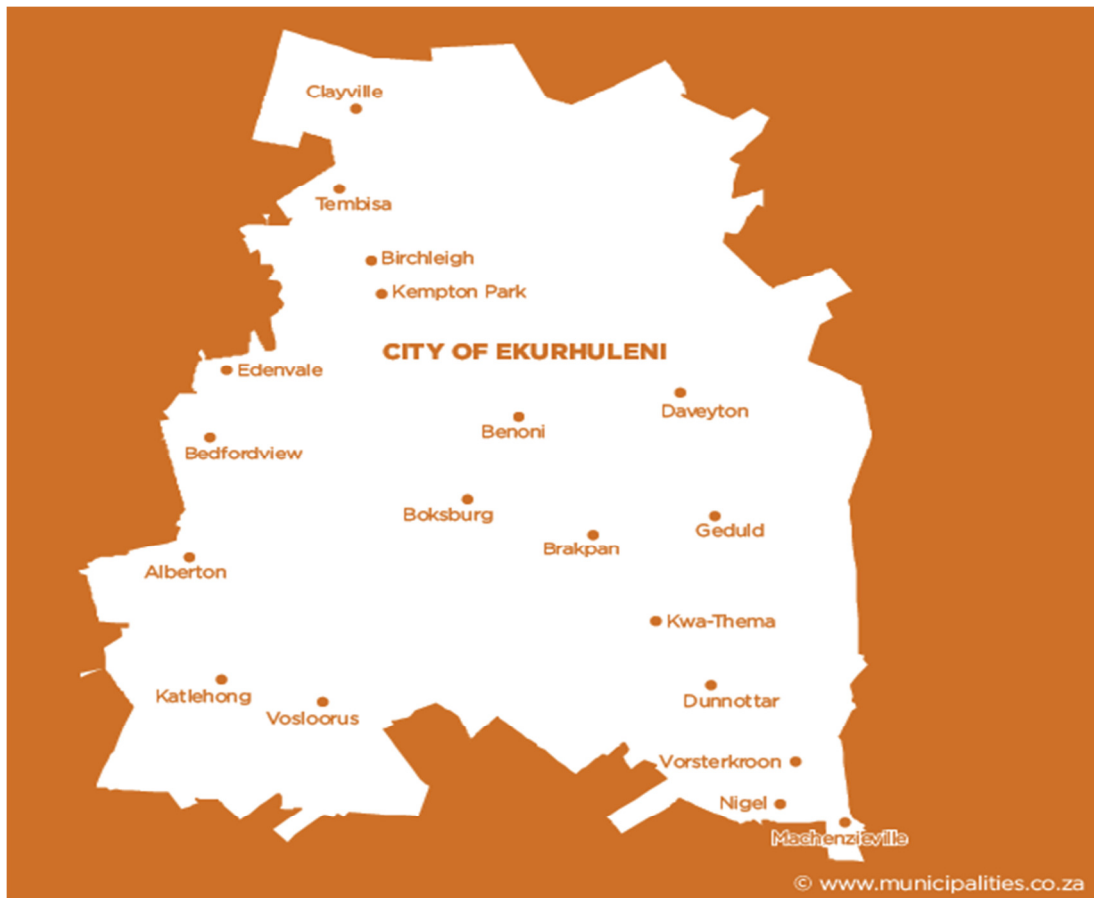 Clayville
Tembisa
Birchleigh
Kempton Park
CITY OF EKURHULENI
Edenvale
Daveyton
Benoni
Bedfordview
Boksburg
Geduld
Brakpan
Alberton
Kwa-Thema
Katlehong
Dunnottar
Vosloorus
Vorsterkroon
Nigel
Machenzieville
© www.municipalities.co.za